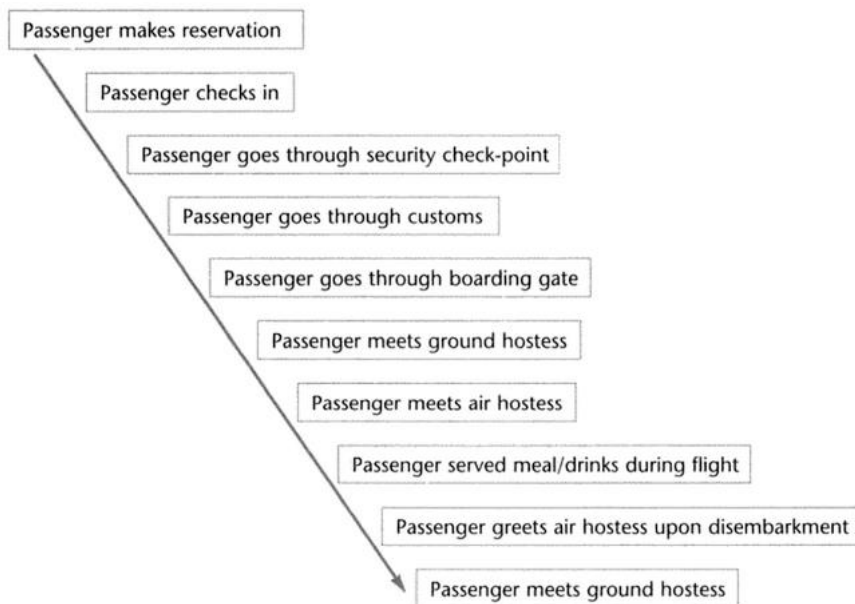 Passenger makes reservation
Passenger checks in
Passenger goes through security check-point
Passenger goes through customs
Passenger goes through boarding gate
Passenger meets ground hostess
Passenger meets air hostess
Passenger served meal/drinks during flight
Passenger greets air hostess upon disembarkment
Passenger meets ground hostess